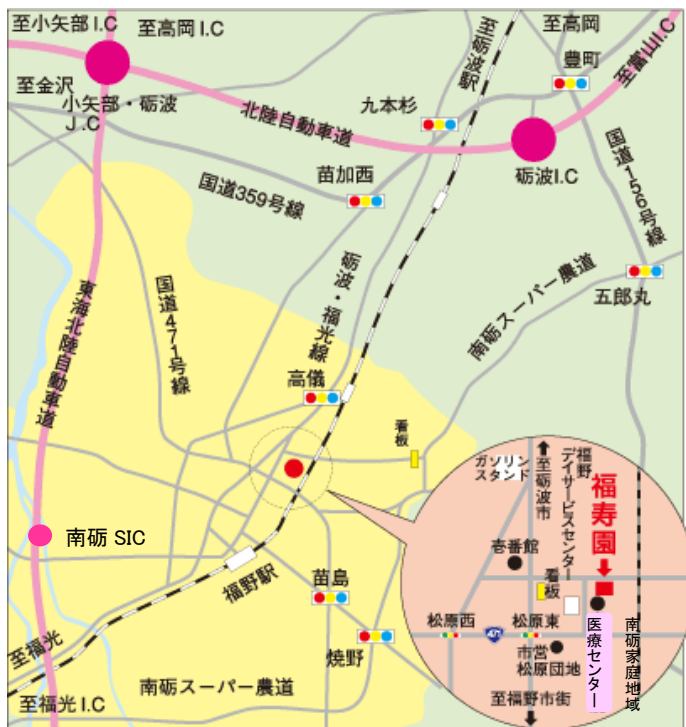 至小矢部I.C
至高岡I.C
至砺波駅
至高岡
至富山I.C
豊町
至金沢
小矢部・砺波
J.C
北陸自動車道
九本杉
砺波I.C
国道156号線
苗加西
国道359号線
砺波・福光線
南砺スーパー農道
五郎丸
東海北陸自動車道
国道471号線
高儀
看板
南砺 SIC
福野駅
苗島
焼野
至福光
至福光I.C
南砺スーパー農道
ガソリン
スタンド
至砺波市
福野
デイサービスセンター
福寿園
壱番館
看板
松原西
471
松原東
市営
松原団地
医療センター
南砺家庭地域
至福野市街